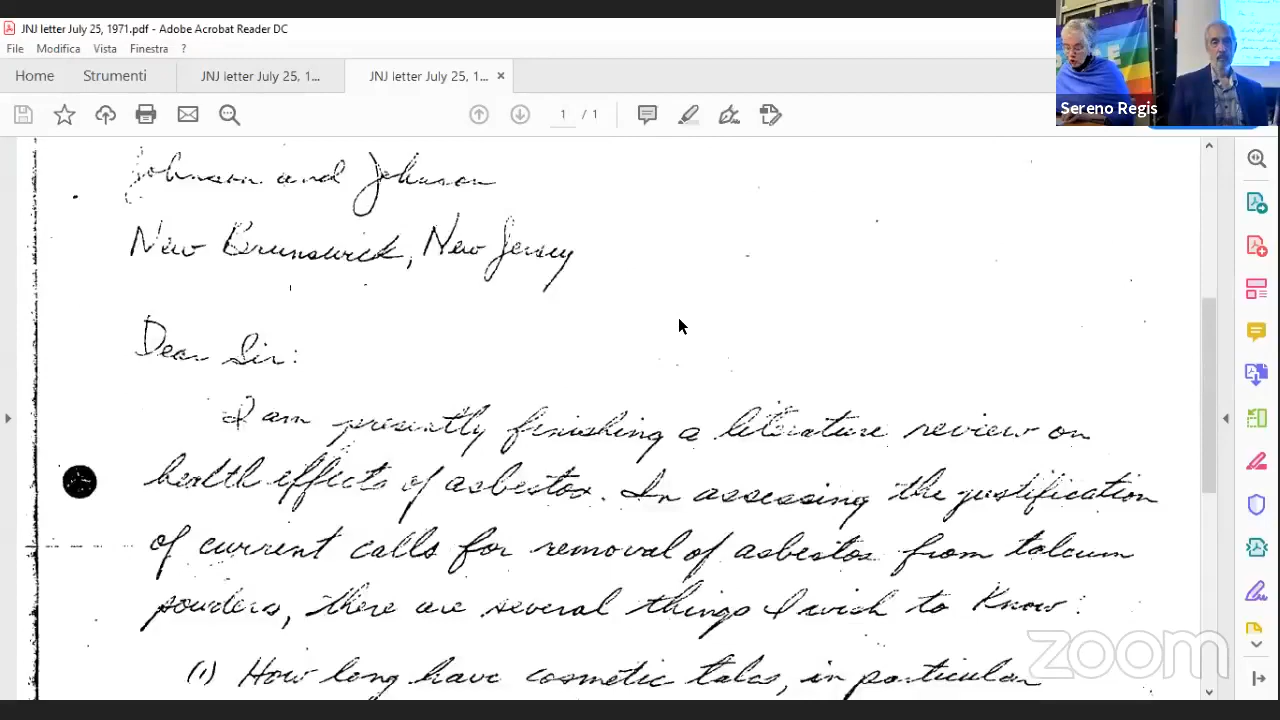 JNJ letter July 25, 1971.pdf - Adobe Acrobat Reader DC
File Modifica Vista Finestra ?
Home Strumenti JNJ letter July 25, 1... JNJ letter July 25, 1... ×
1 / 1
Sereno Regis
Johnson and Johnson
New Brunswick, New Jersey
Dear Sir:
I am presently finishing a literature review on
health effects of asbestos. In assessing the justification
of current calls for removal of asbestos from talcum
powders, there are several things I wish to know:
(1) How long have cosmetic talcs, in particular
zoom